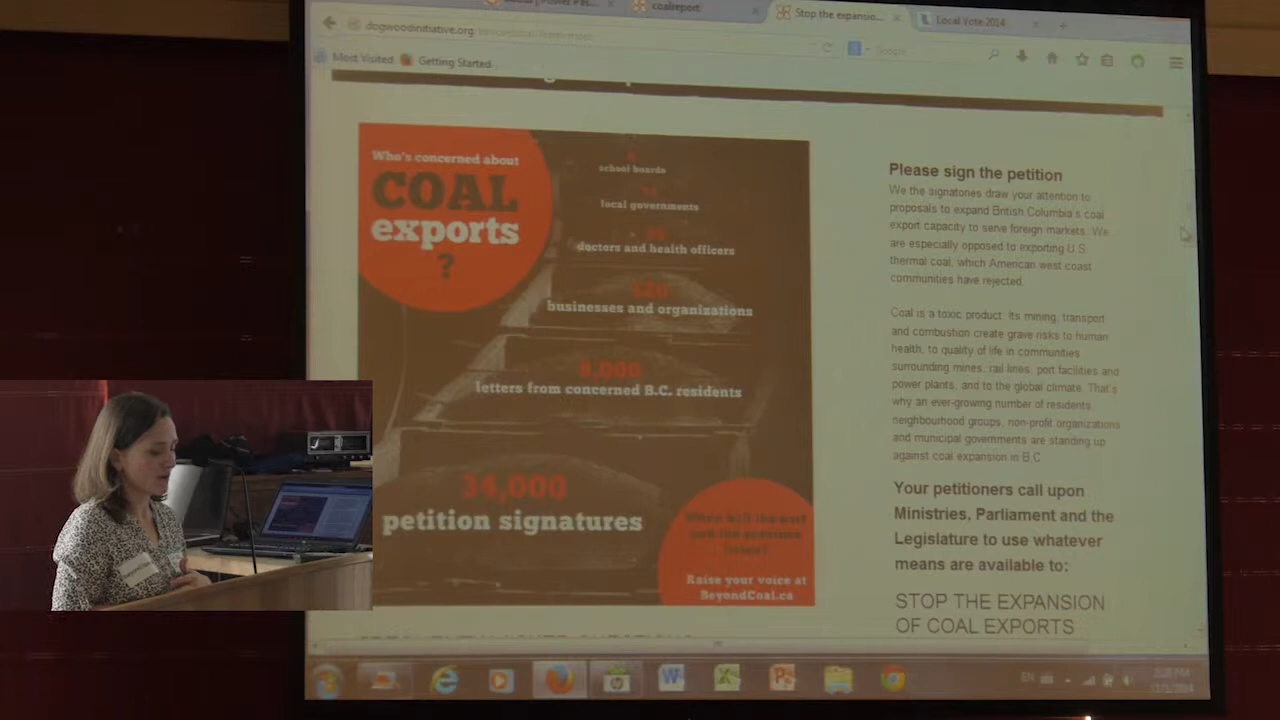 coalreport
Stop the expansio...
Local Vote 2014
dogwoodinitiative.org
Google
Most Visited
Getting Started
Who's concerned about
COAL
exports
?
school boards
local governments
doctors and health officers
businesses and organizations
8,000
letters from concerned B.C. residents
34,000
petition signatures
Raise your voice at
BeyondCoal.ca
Please sign the petition
We the signatories draw your attention to
proposals to expand British Columbia's coal
export capacity to serve foreign markets. We
are especially opposed to exporting U.S.
thermal coal, which American west coast
communities have rejected.
Coal is a toxic product. Its mining, transport
and combustion create grave risks to human
health, to quality of life in communities
surrounding mines, rail lines, port facilities and
power plants, and to the global climate. That's
why an ever-growing number of residents,
neighbourhood groups, non-profit organizations
and municipal governments are standing up
against coal expansion in B.C.
Your petitioners call upon
Ministries, Parliament and the
Legislature to use whatever
means are available to:
STOP THE EXPANSION
OF COAL EXPORTS
EN